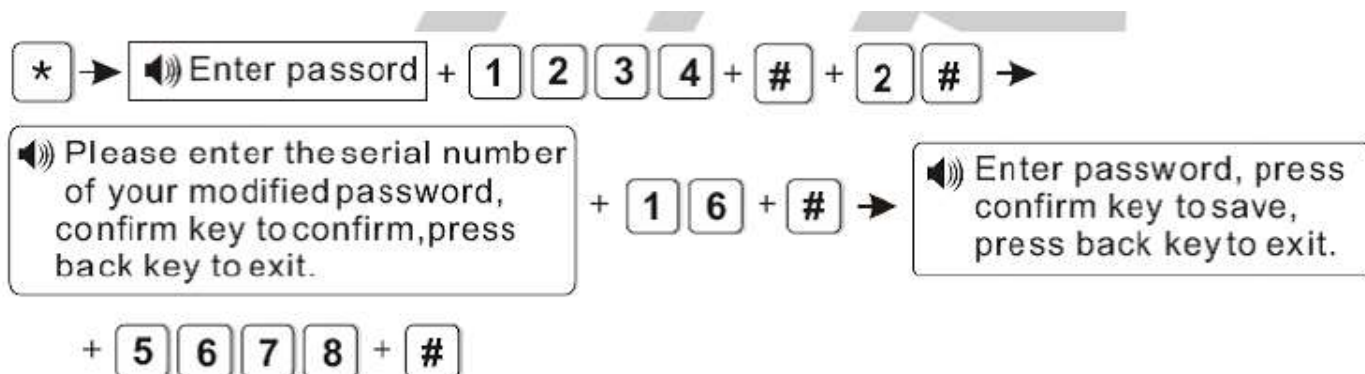 * → Enter passord + 1 2 3 4 + # + 2 # →
Please enter the serial number
of your modified password,
confirm key to confirm,press
back key to exit.
+ 1 6 + # →
Enter password, press
confirm key to save,
press back key to exit.
+ 5 6 7 8 + #